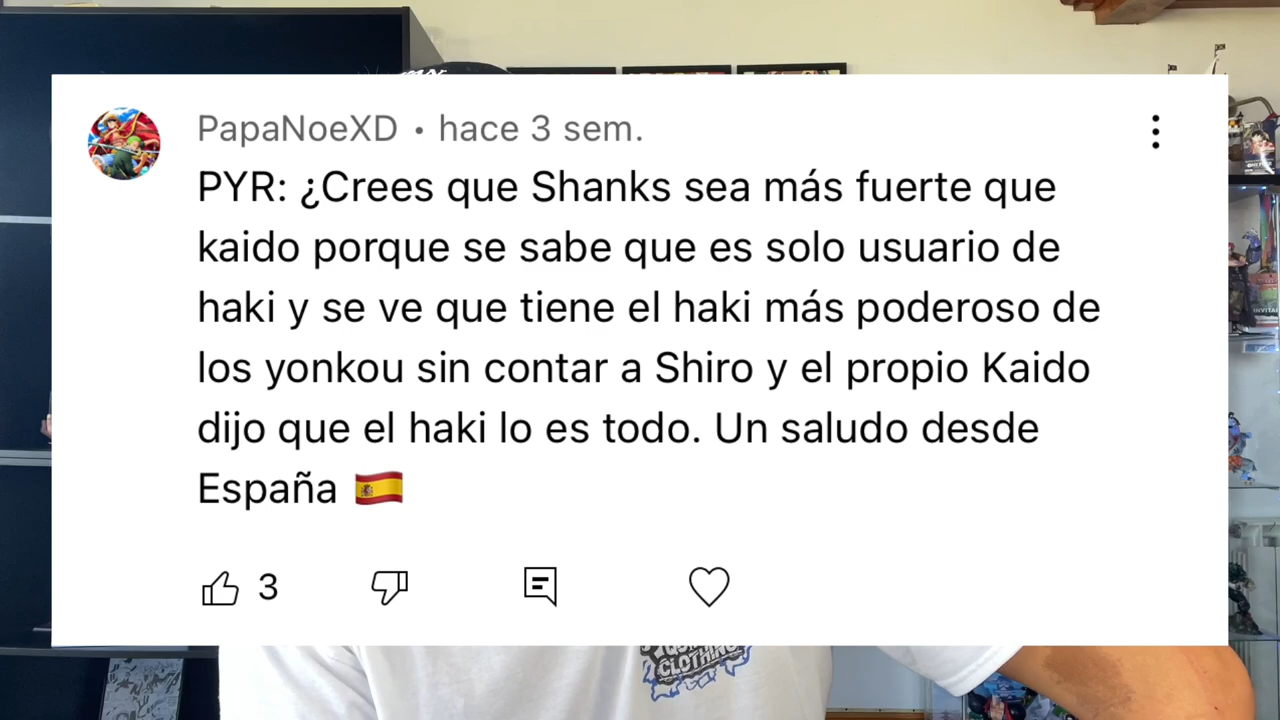 PapaNoeXD • hace 3 sem.
PYR: ¿Crees que Shanks sea más fuerte que
kaido porque se sabe que es solo usuario de
haki y se ve que tiene el haki más poderoso de
los yonkou sin contar a Shiro y el propio Kaido
dijo que el haki lo es todo. Un saludo desde
España 🇪🇸
3
CLOTHING